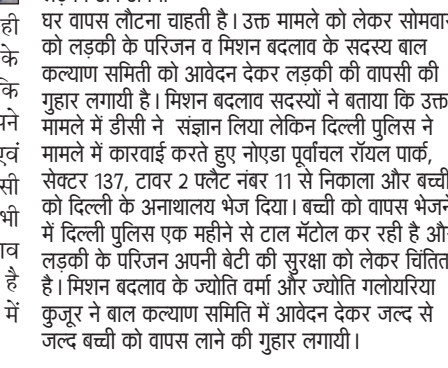 ही
के
कि
एवं
सी
भी
है
में
घर वापस लौटना चाहती है। उक्त मामले को लेकर सोमवार
को लड़की के परिजन व मिशन बदलाव के सदस्य बाल
कल्याण समिती को आवेदन देकर लड़की की वापसी की
गुहार लगायी है। मिशन बदलाव सदस्यों ने बताया कि उक्त
मामले में डीसी ने संज्ञान लिया लेकिन दिल्ली पुलिस ने
मामले में कारवाई करते हुए नोएडा पूर्वांचल रॉयल पार्क,
सेक्टर 137, टावर 2 फ्लैट नंबर 11 से निकाला और बच्ची
को दिल्ली के अनाथालय भेज दिया। बच्ची को वापस भेजने
में दिल्ली पुलिस एक महीने से टाल मॅटोल कर रही है और
लड़की के परिजन अपनी बेटी की सुरक्षा को लेकर चिंतित
है। मिशन बदलाव के ज्योति वर्मा और ज्योति गलोयरिया
कुजूर ने बाल कल्याण समिति में आवेदन देकर जल्द से
जल्द बच्ची को वापस लाने की गुहार लगायी।